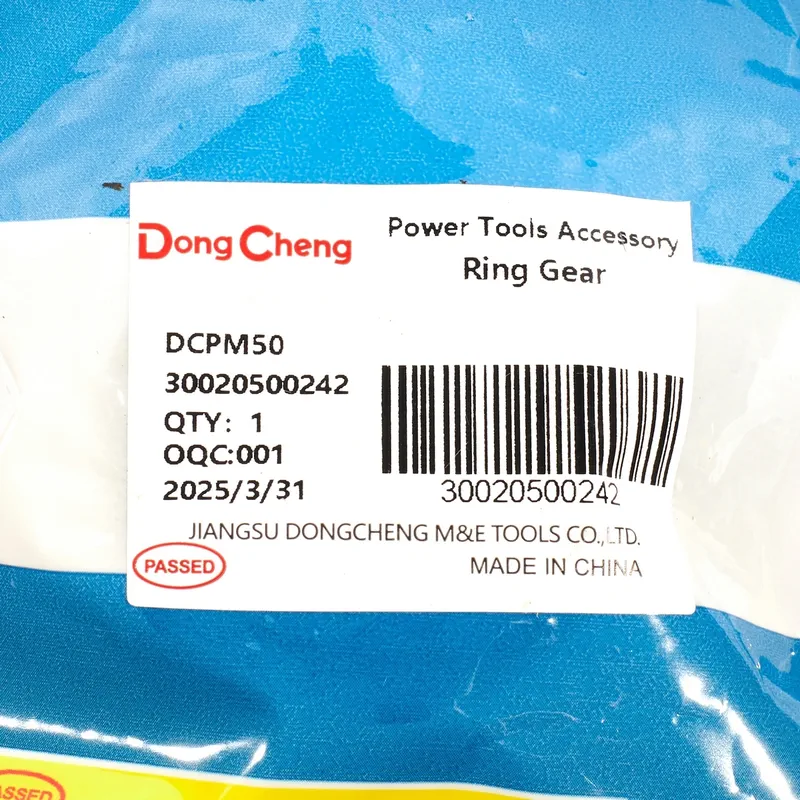 Dong Cheng
Power Tools Accessory
Ring Gear
DCPM50
30020500242
QTY: 1
OQC:001
2025/3/31
30020500242
JIANGSU DONGCHENG M&E TOOLS CO.,LTD.
PASSED
MADE IN CHINA
PASSED